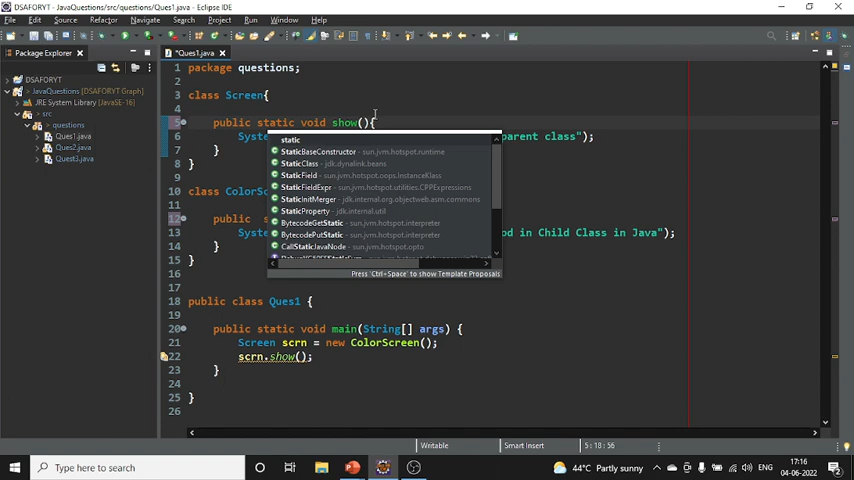 DSAFORYT - JavaQuestions/src/questions/Ques1.java - Eclipse IDE
File Edit Source Refactor Navigate Search Project Run Window Help
Package Explorer
*Ques1.java
DSAFORYT
JavaQuestions (DSAFORYT Graph)
JRE System Library [JavaSE-16]
src
questions
Ques1.java
Ques2.java
Quest3.java
1 package questions;
2
3 class Screen{
4
5 public static void show(){
6 System parent class");
7 }
8 }
9
10 class ColorSc
11
12 public s
13 System od in Child Class in Java");
14 }
15 }
16
17
18 public class Ques1 {
19
20 public static void main(String[] args) {
21 Screen scrn = new ColorScreen();
22 scrn.show();
23 }
24
25 }
26
static
StaticBaseConstructor - sun.jvm.hotspot.runtime
StaticClass - jdk.dynalink.beans
StaticField - sun.jvm.hotspot.oops.InstanceKlass
StaticFieldExpr - sun.jvm.hotspot.utilities.CPPExpressions
StaticInitMerger - jdk.internal.org.objectweb.asm.commons
StaticProperty - jdk.internal.util
BytecodeGetStatic - sun.jvm.hotspot.interpreter
BytecodePutStatic - sun.jvm.hotspot.interpreter
CallStaticJavaNode - sun.jvm.hotspot.opto
Press 'Ctrl+Space' to show Template Proposals
Writable Smart Insert 5 : 18 : 56
Type here to search
44°C Partly sunny
ENG
17:16
04-06-2022
2